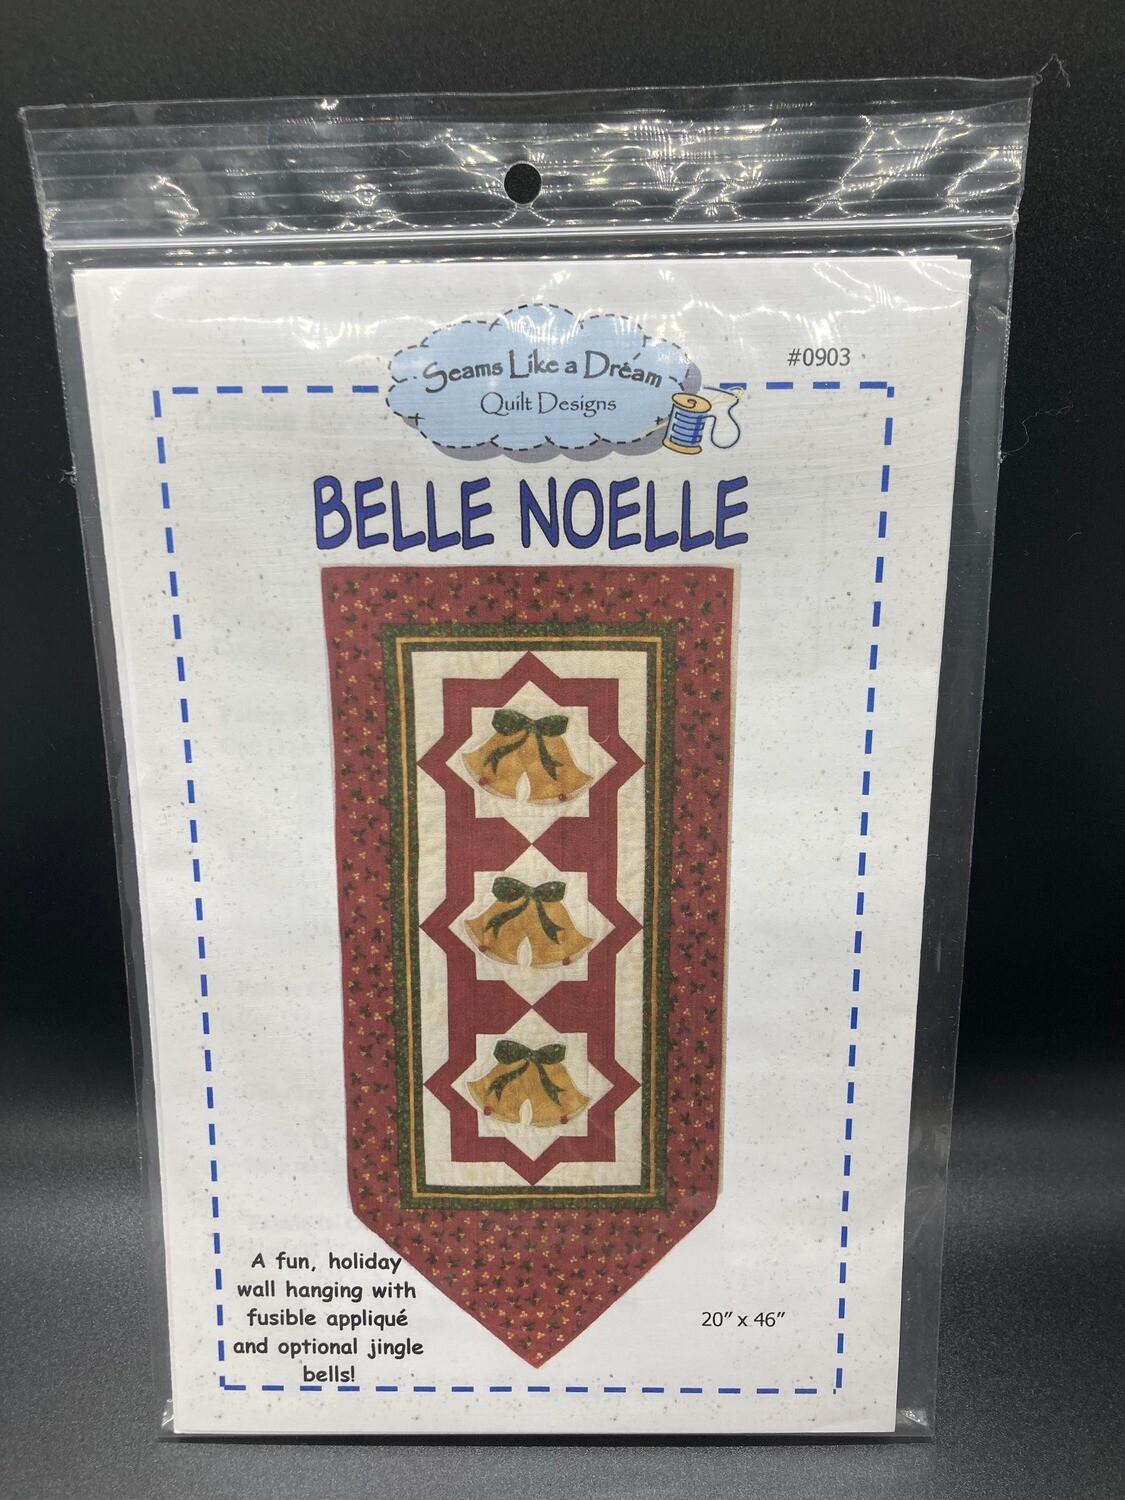 Seams Like a Dream
Quilt Designs
#0903
BELLE NOELLE
A fun, holiday
wall hanging with
fusible appliqué
and optional jingle
bells!
20" x 46"